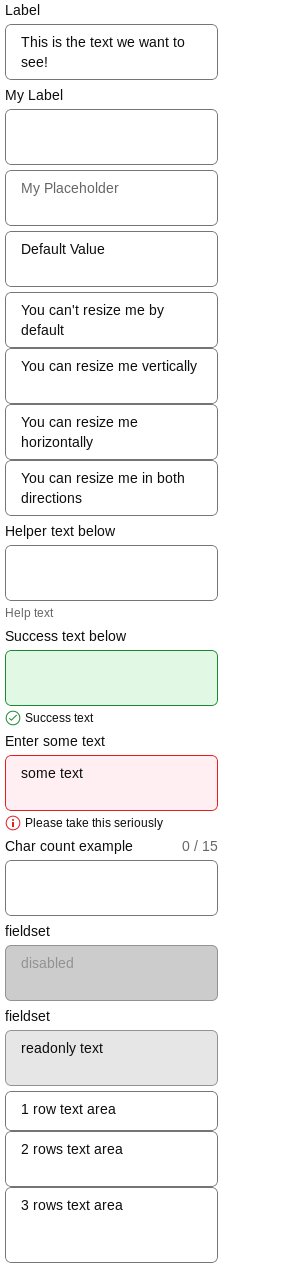 Label
This is the text we want to
see!
My Label
My Placeholder
Default Value
You can't resize me by
default
You can resize me vertically
You can resize me
horizontally
You can resize me in both
directions
Helper text below
Help text
Success text below
Success text
Enter some text
some text
Please take this seriously
Char count example 0 / 15
fieldset
disabled
fieldset
readonly text
1 row text area
2 rows text area
3 rows text area